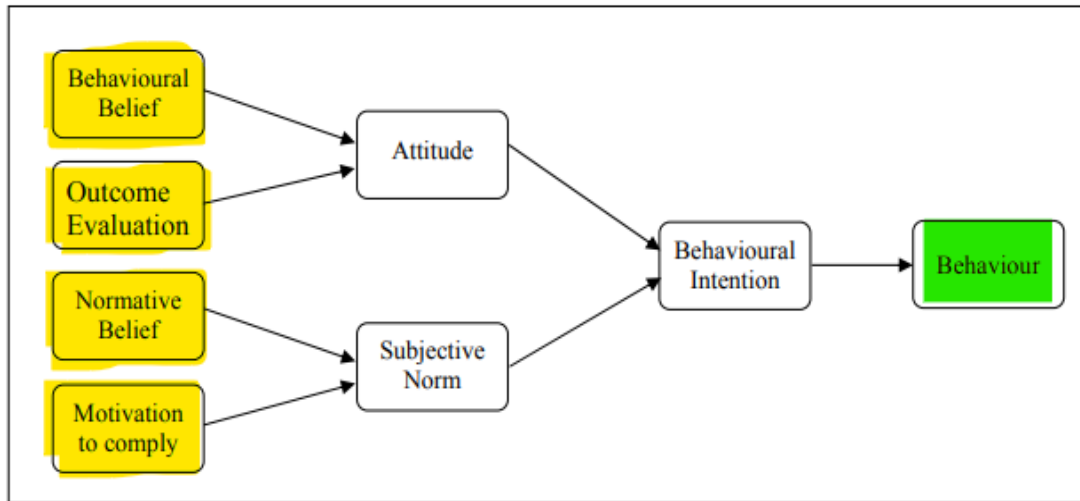 Behavioural
Belief
Outcome
Evaluation
Normative
Belief
Motivation
to comply
Attitude
Subjective
Norm
Behavioural
Intention
Behaviour